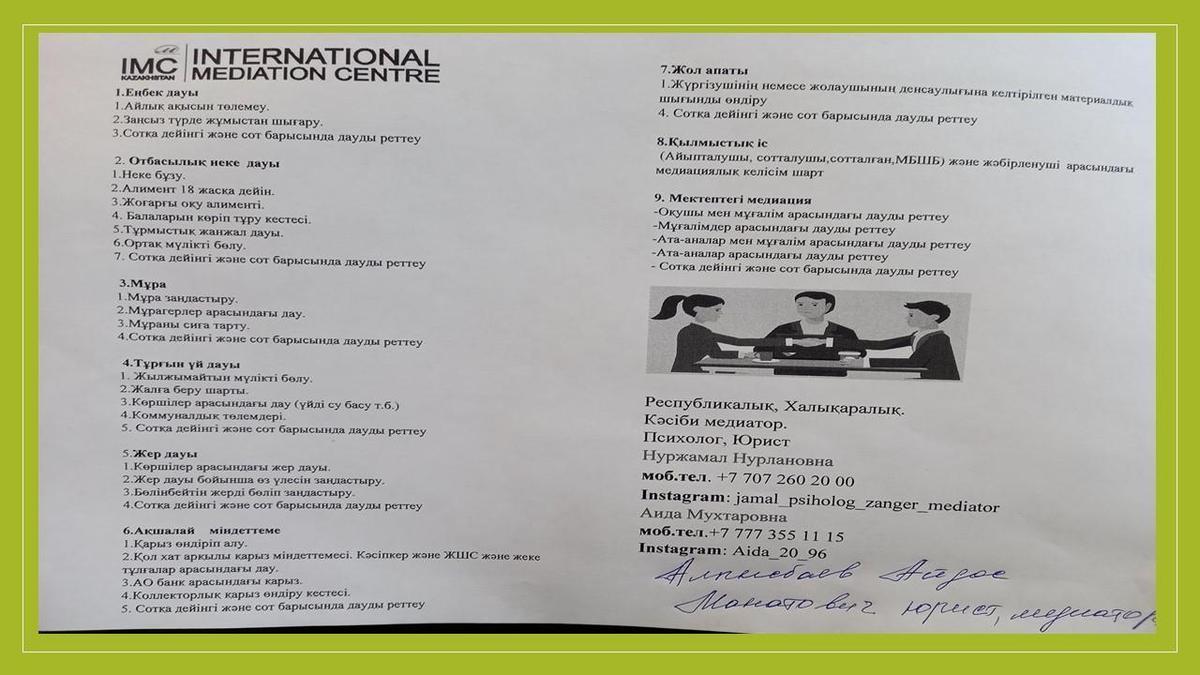 IMC
KAZAKHSTAN
INTERNATIONAL
MEDIATION CENTRE
1.Еңбек дауы
1.Айлық ақысын төлемеу.
2.Заңсыз түрде жұмыстан шығару.
3.Сотқа дейінгі және сот барысында дауды реттеу
2. Отбасылық неке дауы
1.Неке бұзу.
2.Алимент 18 жасқа дейін.
3.Жоғарғы оқу алименті.
4. Балаларын көріп тұру кестесі.
5.Тұрмыстық жанжал дауы.
6.Ортақ мүлікті бөлу.
7. Сотқа дейінгі және сот барысында дауды реттеу
3.Мұра
1.Мұра заңдастыру.
2.Мұрагерлер арасындағы дау.
3.Мұраны сиға тарту.
4.Сотқа дейінгі және сот барысында дауды реттеу
4.Тұрғын үй дауы
1. Жылжымайтын мүлікті бөлу.
2.Жалға беру шарты.
3.Көршілер арасындағы дау (үйді су басу т.б.)
4.Коммуналдық төлемдері.
5. Сотқа дейінгі және сот барысында дауды реттеу
5.Жер дауы
1.Көршілер арасындағы жер дауы.
2.Жер дауы бойынша өз үлесін заңдастыру.
3.Бөлінбейтін жерді бөліп заңдастыру.
4.Сотқа дейінгі және сот барысында дауды реттеу
6.Ақшалай міндеттеме
1.Қарыз өндіріп алу.
2.Қол хат арқылы қарыз міндеттемесі. Кәсіпкер және ЖШС және жеке
тұлғалар арасындағы дау.
3.АО банк арасындағы қарыз.
4.Коллекторлық қарыз өндіру кестесі.
5. Сотқа дейінгі және сот барысында дауды реттеу
7.Жол апаты
1.Жүргізушінің немесе жолаушының денсаулығына келтірілген материалдық
шығынды өндіру
4. Сотқа дейінгі және сот барысында дауды реттеу
8.Қылмыстық іс
(Айыпталушы, сотталушы,сотталған,МБШБ) және жәбірленуші арасындағы
медиациялық келісім шарт
9. Мектептегі медиация
-Оқушы мен мұғалім арасындағы дауды реттеу
-Мұғалімдер арасындағы дауды реттеу
-Ата-аналар мен мұғалім арасындағы дауды реттеу
-Ата-аналар арасындағы дауды реттеу
- Сотқа дейінгі және сот барысында дауды реттеу
Республикалық, Халықаралық.
Кәсіби медиатор.
Психолог, Юрист
Нуржамал Нурлановна
моб.тел. +7 707 260 20 00
Instagram: jamal_psiholog_zanger_mediator
Аида Мухтаровна
моб.тел.+7 777 355 11 15
Instagram: Aida_20_96
Алпысбаев Айдос
Манатович юрист, медиатор